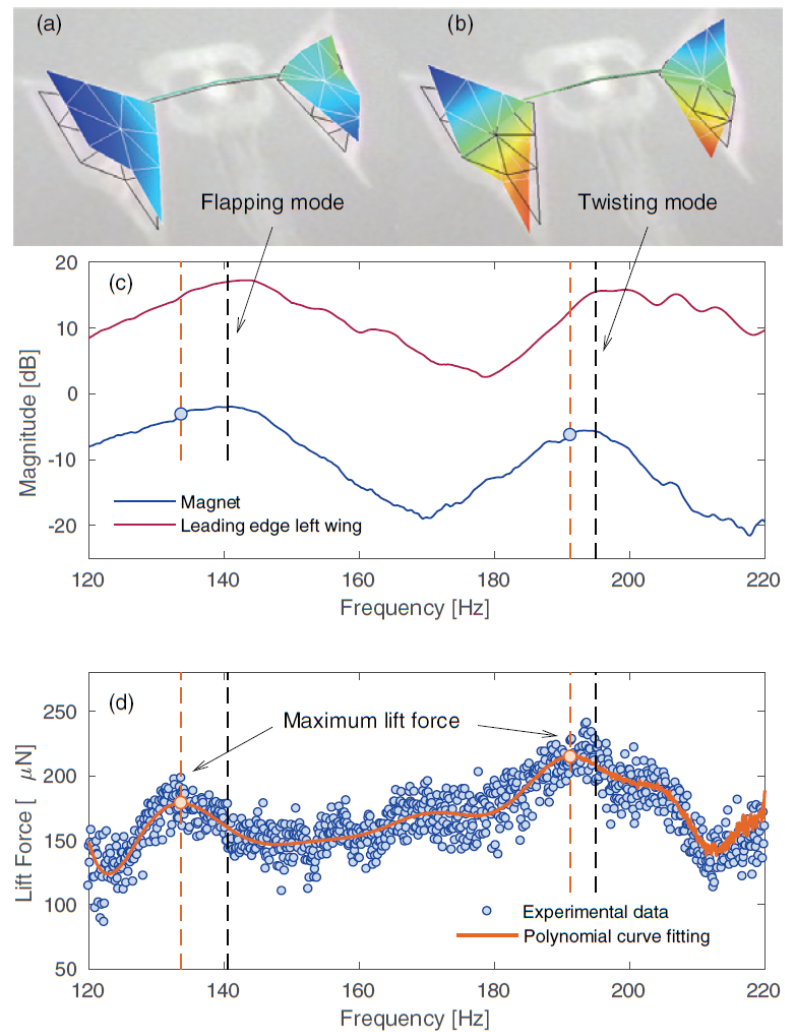 (a)
(b)
Flapping mode
Twisting mode
(c)
20
10
0
-10
-20
Magnitude [dB]
Magnet
Leading edge left wing
120
140
160
180
200
220
Frequency [Hz]
(d)
Maximum lift force
250
200
150
100
50
Lift Force [ μN]
Experimental data
Polynomial curve fitting
120
140
160
180
200
220
Frequency [Hz]